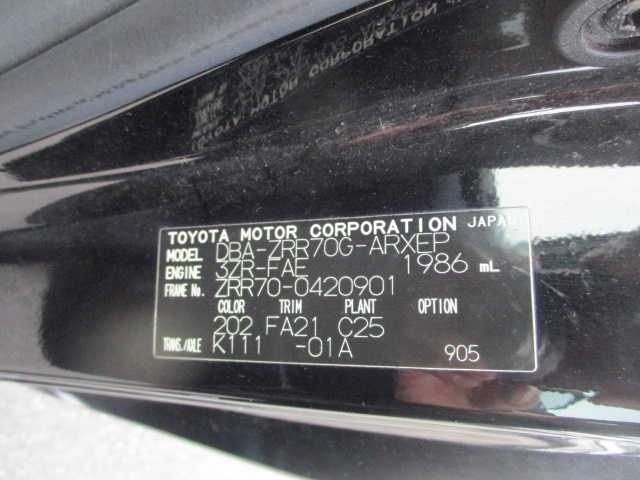 TOYOTA MOTOR CORPORATION JAPAN
MODEL DBA-ZRR70G-ARXEP
ENGINE 3ZR-FAE 1986 mL
FRAME No. ZRR70-0420901
COLOR TRIM PLANT OPTION
202 FA21 C25
TRANS./AXLE K111 -01A 905